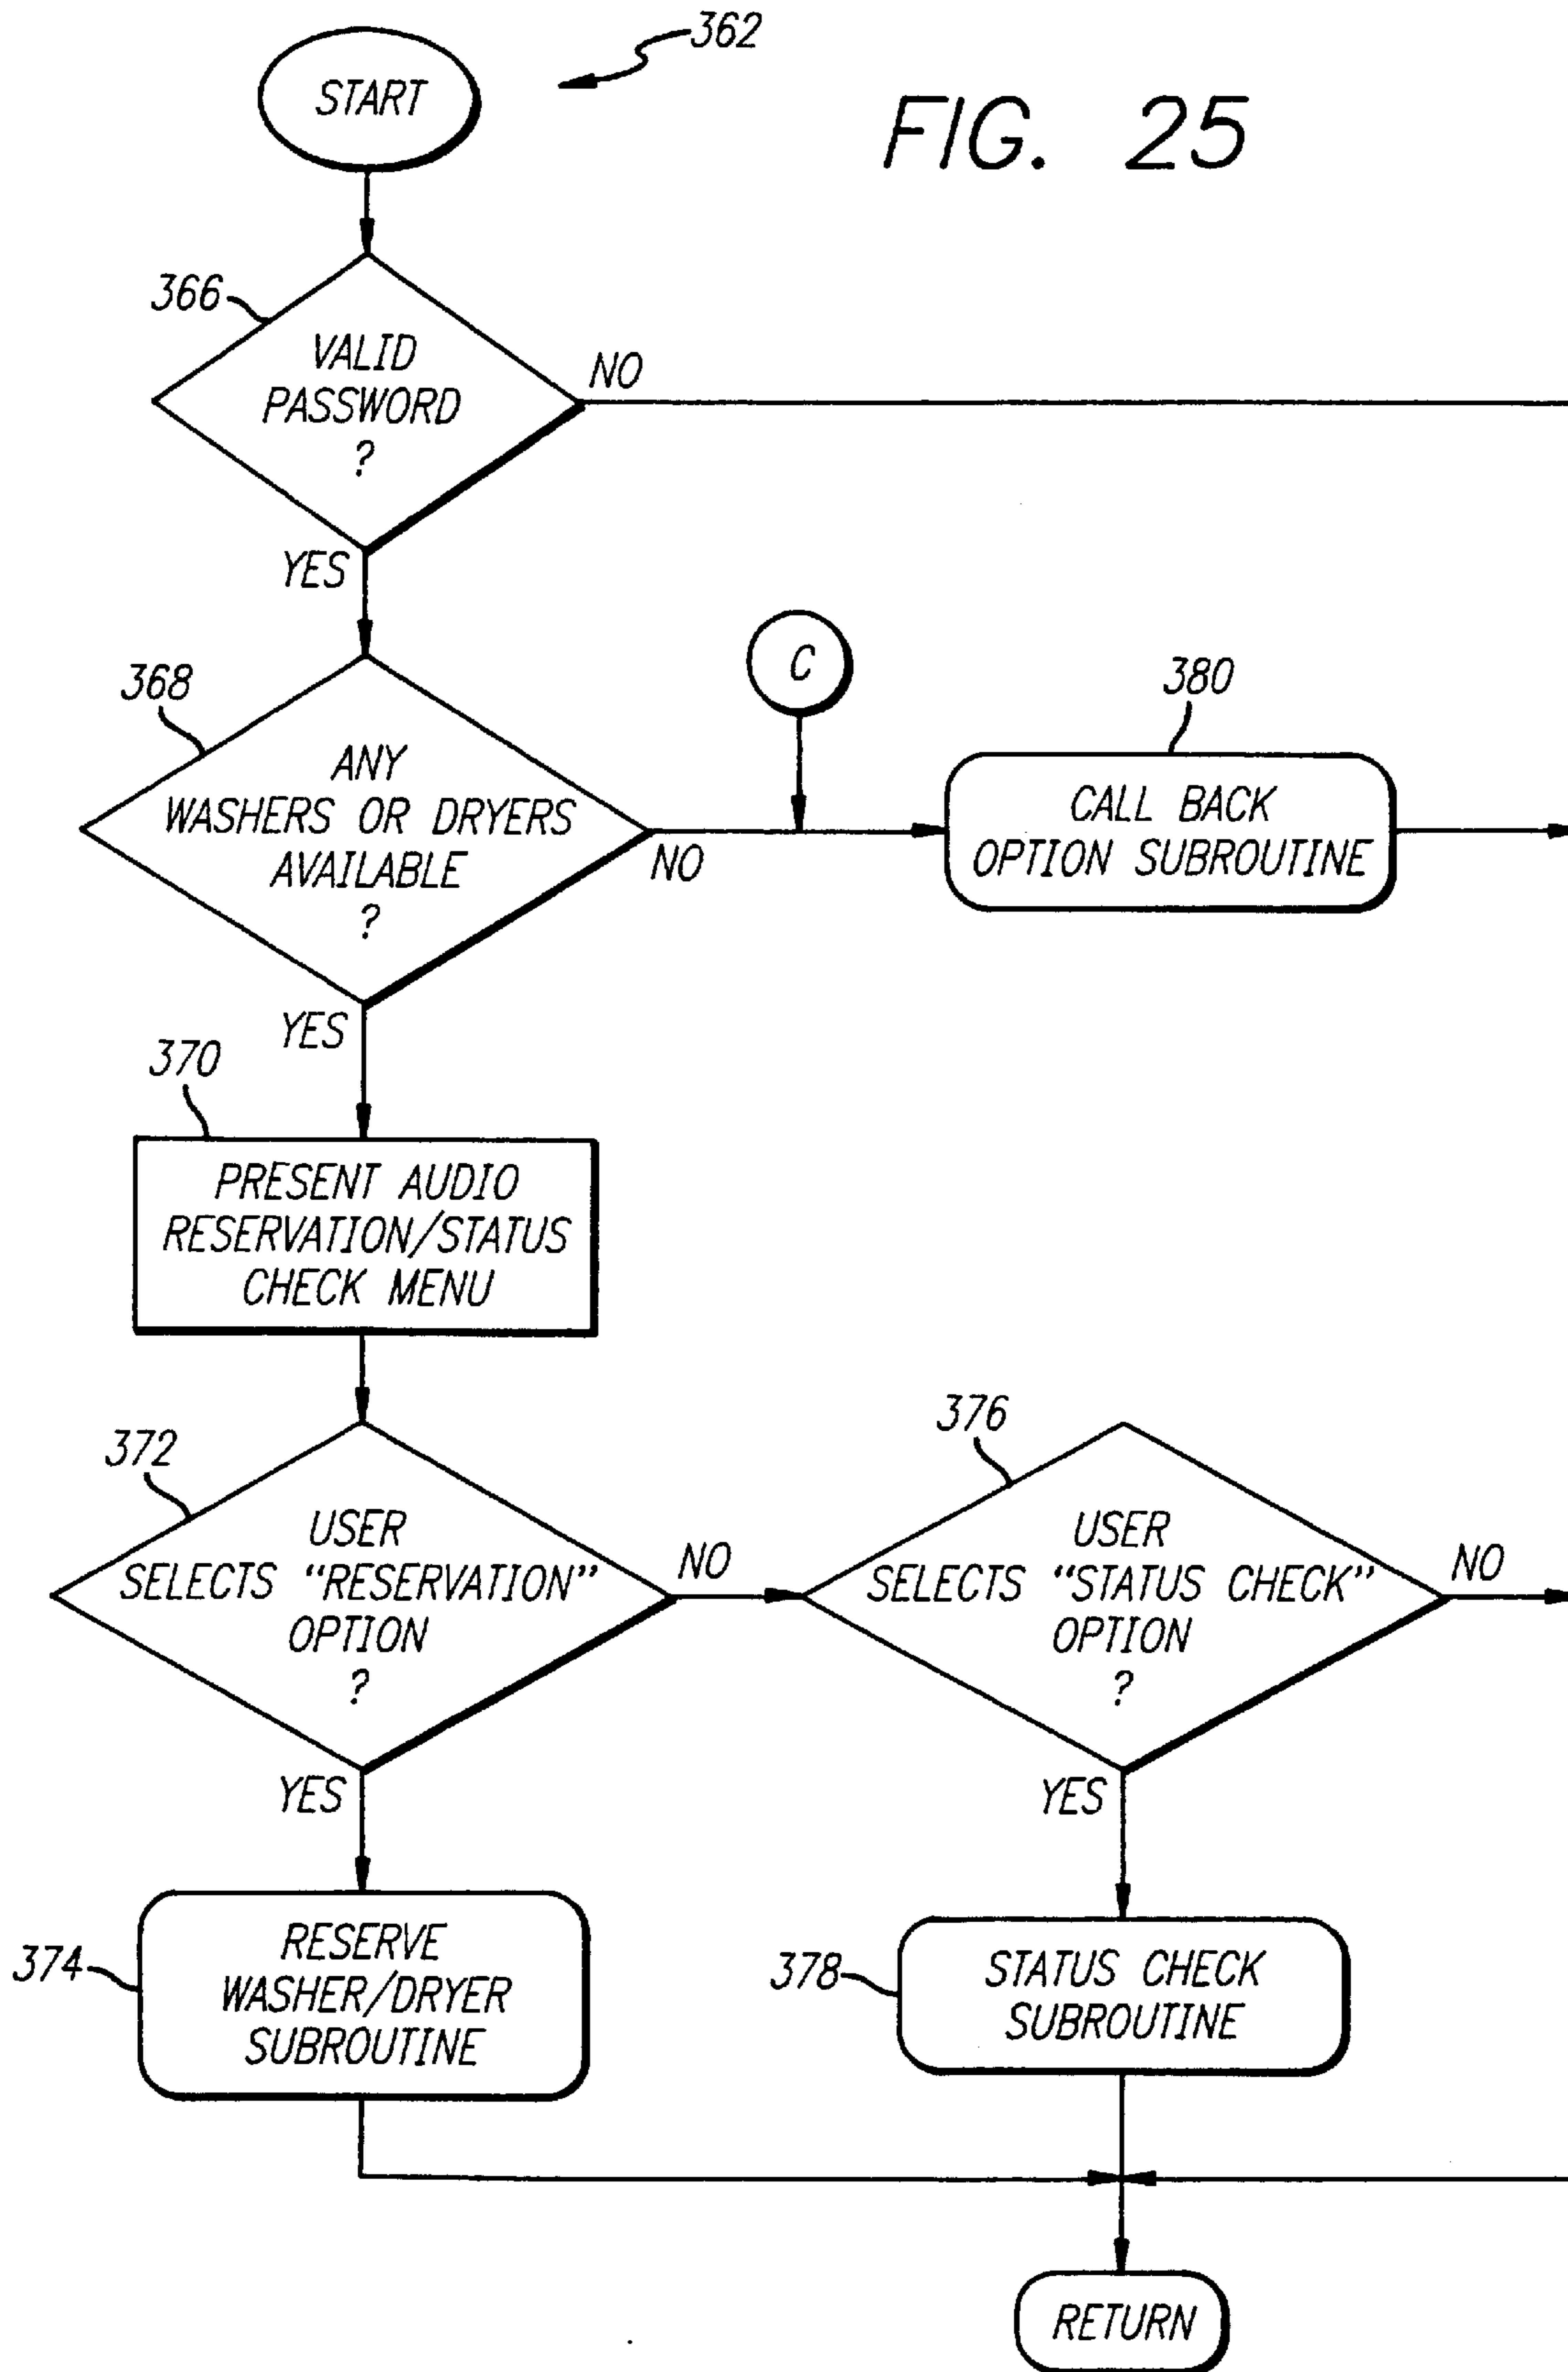 362
START
FIG. 25
366
VALID
PASSWORD
?
NO
YES
C
368
380
ANY
WASHERS OR DRYERS
AVAILABLE
?
NO
CALL BACK
OPTION SUBROUTINE
YES
370
PRESENT AUDIO
RESERVATION/STATUS
CHECK MENU
372
USER
SELECTS "RESERVATION"
OPTION
?
NO
376
USER
SELECTS "STATUS CHECK"
OPTION
?
NO
YES
YES
374
RESERVE
WASHER/DRYER
SUBROUTINE
378
STATUS CHECK
SUBROUTINE
RETURN